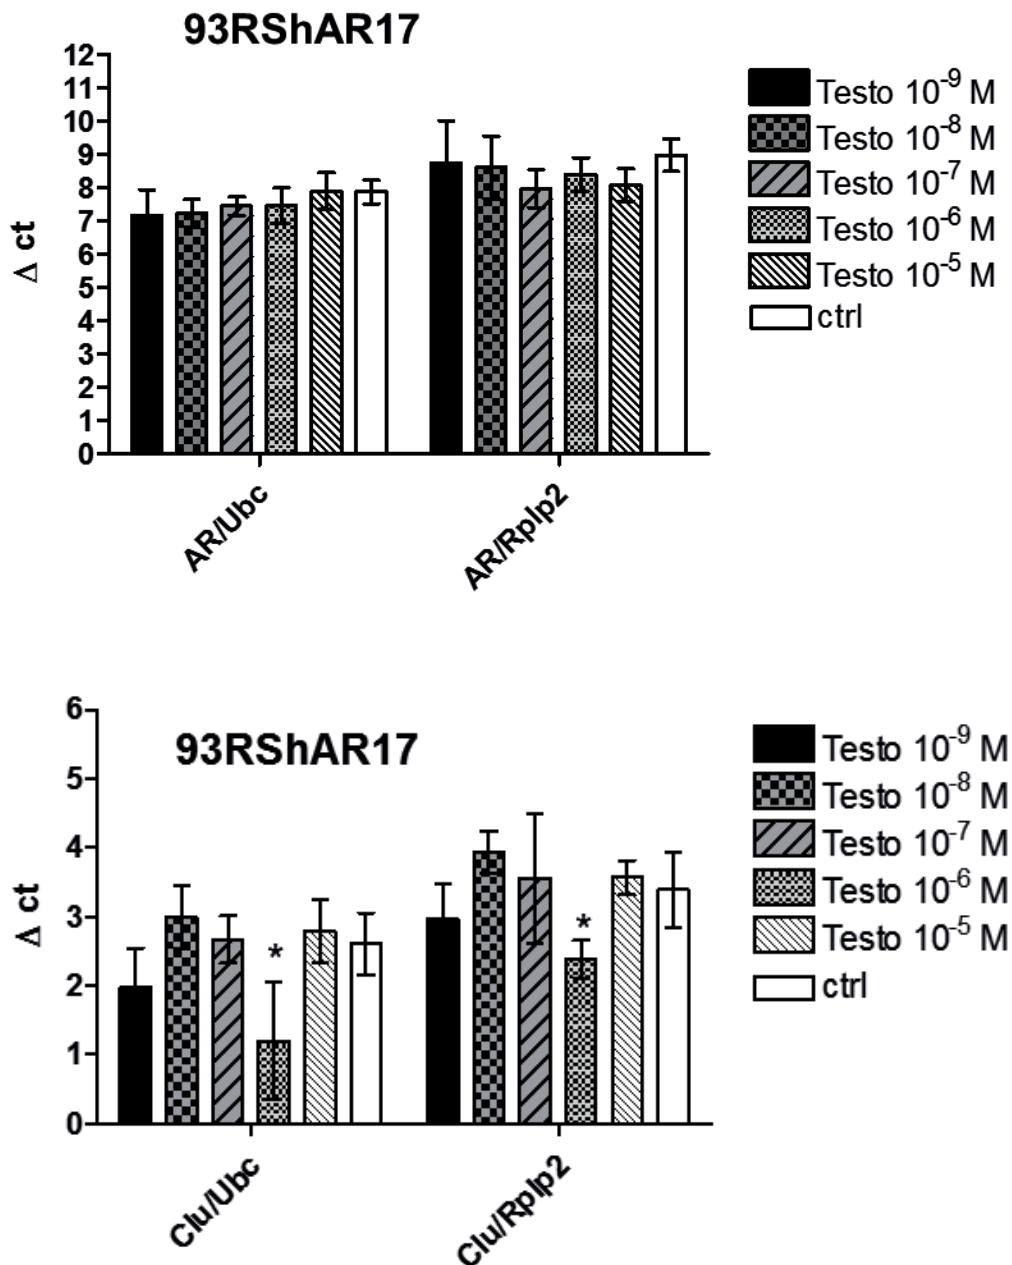 93RShAR17
12
11
10
9
8
7
6
5
4
3
2
1
0
Δ ct
AR/Ubc
AR/Rplp2
Testo 10⁻⁹ M
Testo 10⁻⁸ M
Testo 10⁻⁷ M
Testo 10⁻⁶ M
Testo 10⁻⁵ M
ctrl
93RShAR17
6
5
4
3
2
1
0
Δ ct
*
*
Clu/Ubc
Clu/Rplp2
Testo 10⁻⁹ M
Testo 10⁻⁸ M
Testo 10⁻⁷ M
Testo 10⁻⁶ M
Testo 10⁻⁵ M
ctrl